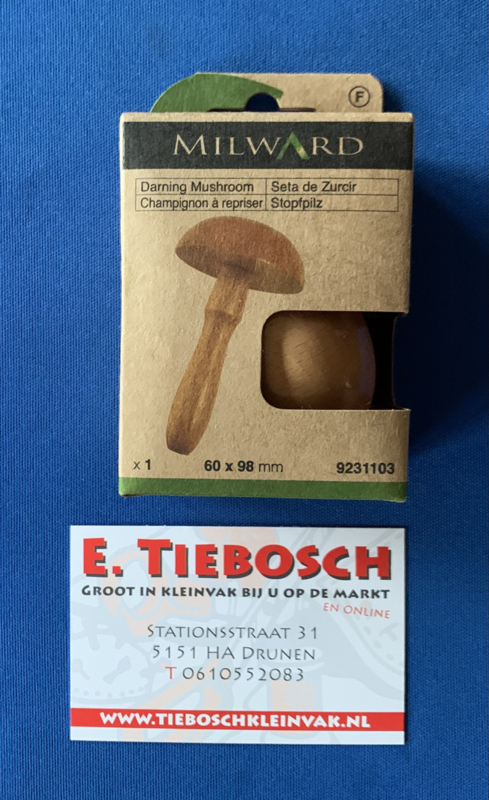 F
MILWARD
Darning Mushroom | Seta de Zurcir
Champignon à repriser | Stopfpilz
x 1 60 x 98 mm 9231103
E. TIEBOSCH
GROOT IN KLEINVAK BIJ U OP DE MARKT
EN ONLINE
STATIONSSTRAAT 31
5151 HA DRUNEN
T 0610552083
WWW.TIEBOSCHKLEINVAK.NL